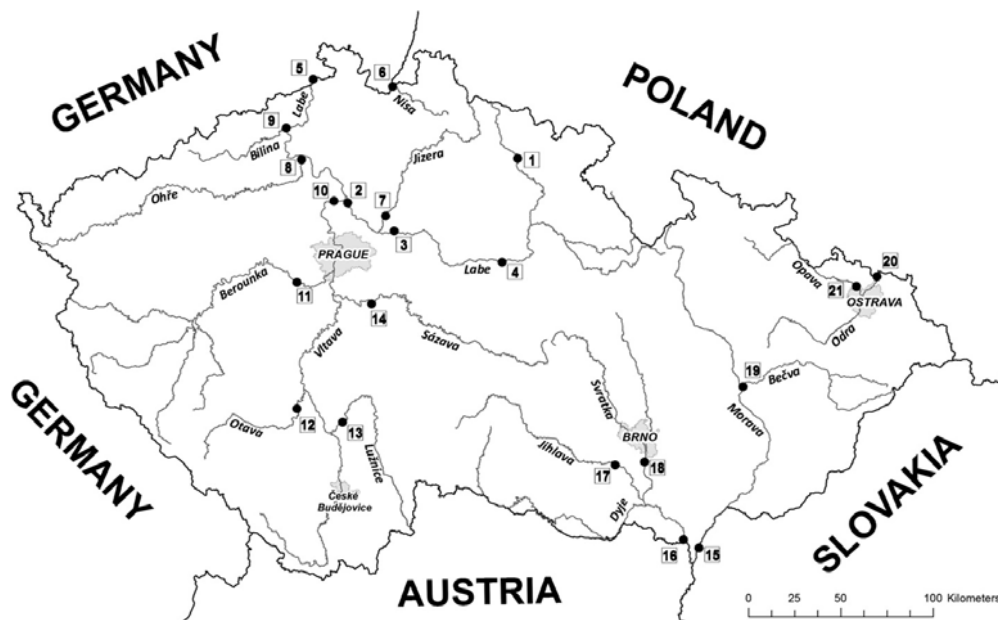 GERMANY
POLAND
5
6
Labe
Nisa
9
Bílina
Jizera
1
8
Ohře
10
2
7
3
PRAGUE
Labe
4
Berounka
11
14
Opava
20
21
OSTRAVA
Odra
Vltava
Sázava
19
Bečva
Svratka
Morava
GERMANY
Otava
12
13
Lužnice
BRNO
Jihlava
17
18
České
Budějovice
Dyje
16
15
SLOVAKIA
AUSTRIA
0 25 50 100 Kilometers